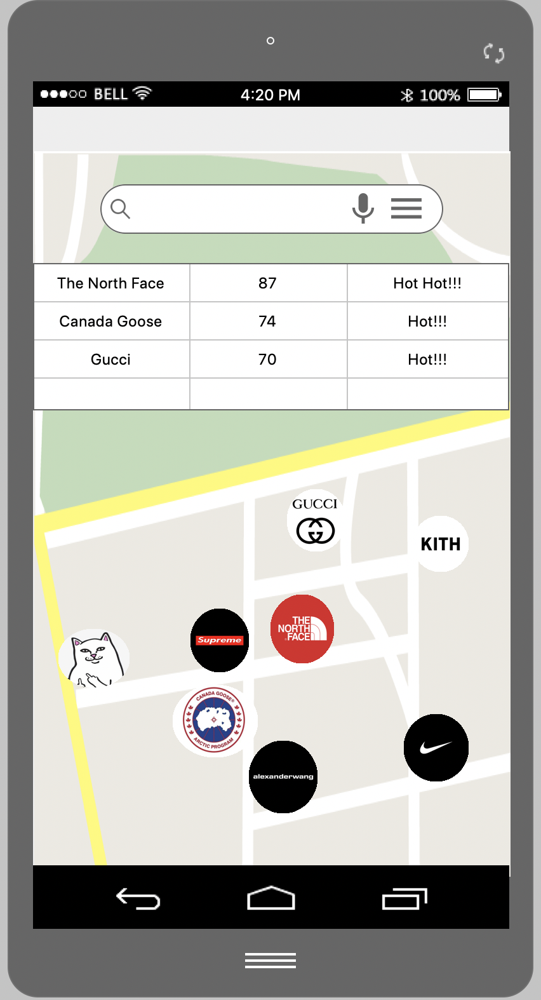 BELL 4:20 PM 100%
The North Face 87 Hot Hot!!!
Canada Goose 74 Hot!!!
Gucci 70 Hot!!!
GUCCI
KITH
THE
NORTH
FACE
Supreme
CANADA GOOSE®
ARCTIC PROGRAM
alexanderwang